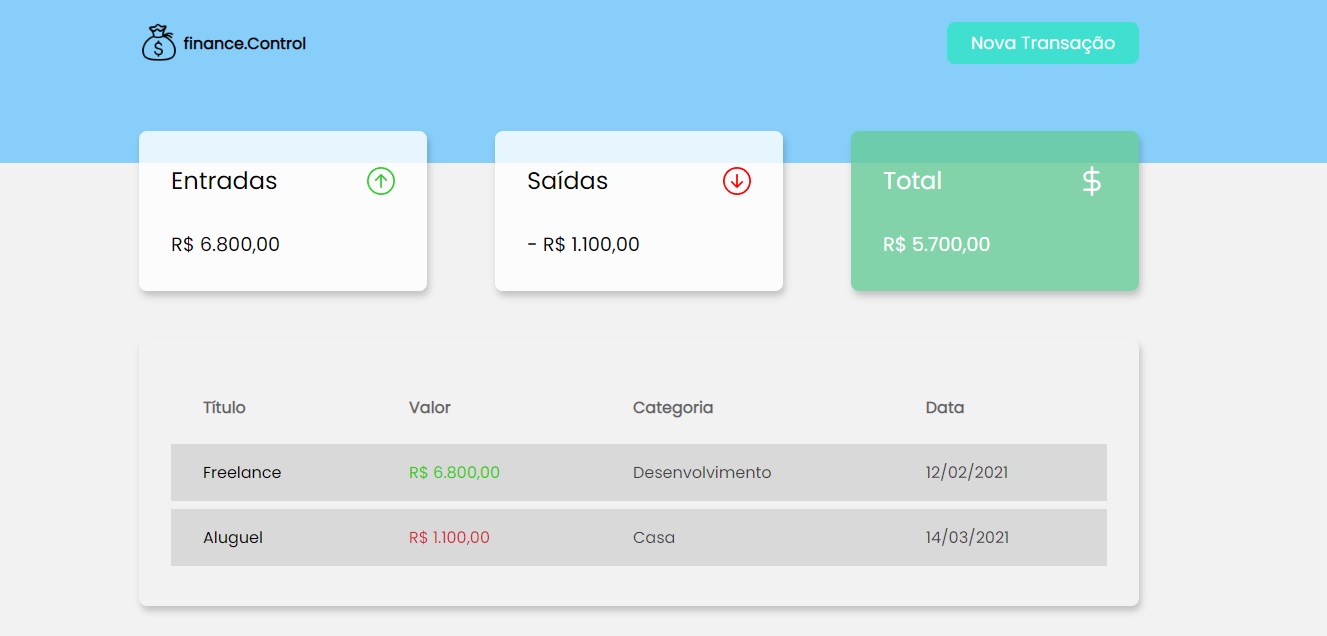 finance.Control Nova Transação
Entradas Saídas Total $
R$ 6.800,00 - R$ 1.100,00 R$ 5.700,00
Título Valor Categoria Data
Freelance R$ 6.800,00 Desenvolvimento 12/02/2021
Aluguel R$ 1.100,00 Casa 14/03/2021